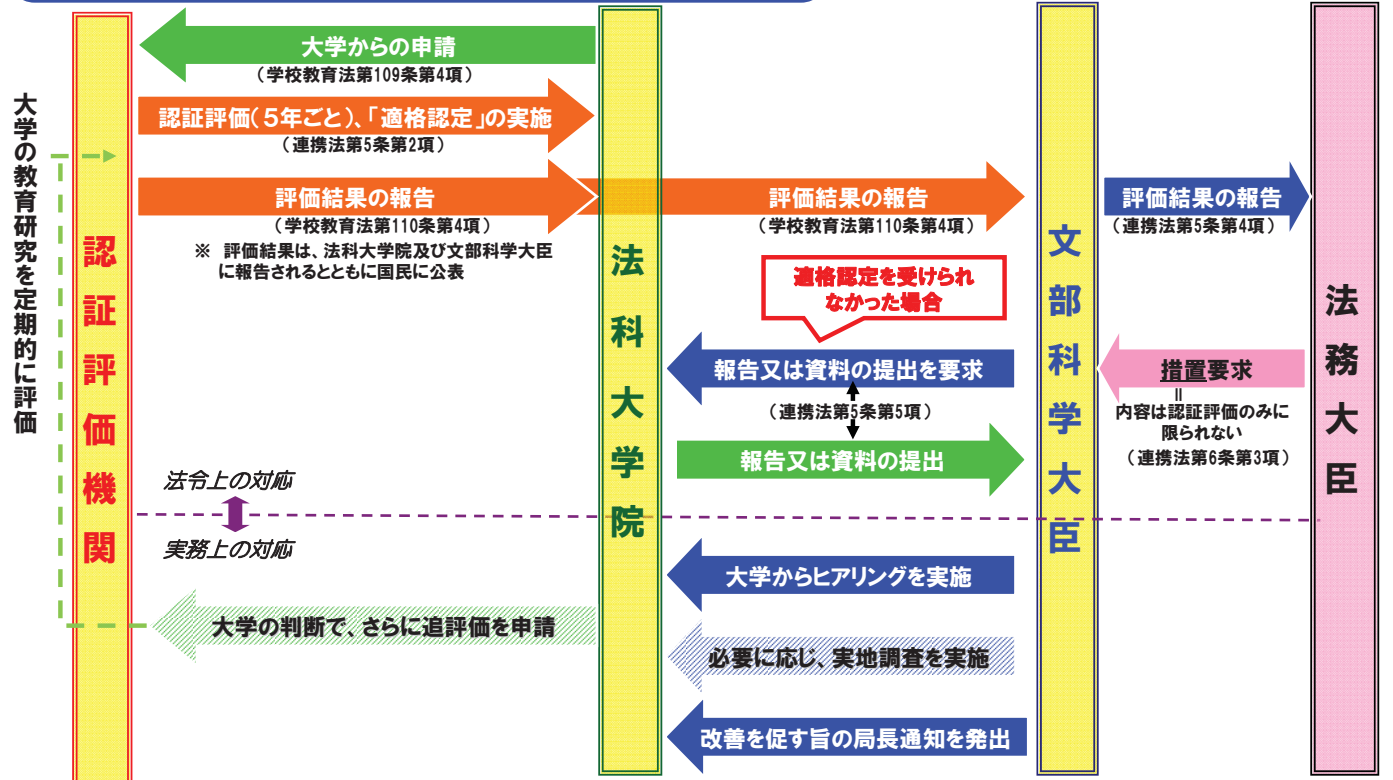 大学からの申請
（学校教育法第109条第4項）
認証評価（５年ごと）、「適格認定」の実施
（連携法第5条第2項）
評価結果の報告
（学校教育法第110条第4項）
※　評価結果は、法科大学院及び文部科学大臣
に報告されるとともに国民に公表
評価結果の報告
（学校教育法第110条第4項）
評価結果の報告
（連携法第5条第4項）
適格認定を受けられ
なかった場合
報告又は資料の提出を要求
（連携法第5条第5項）
報告又は資料の提出
措置要求
＝
内容は認証評価のみに
限られない
（連携法第6条第3項）
大学の教育研究を定期的に評価
認証評価機関
法科大学院
文部科学大臣
法務大臣
法令上の対応
実務上の対応
大学からヒアリングを実施
大学の判断で、さらに追評価を申請
必要に応じ、実地調査を実施
改善を促す旨の局長通知を発出